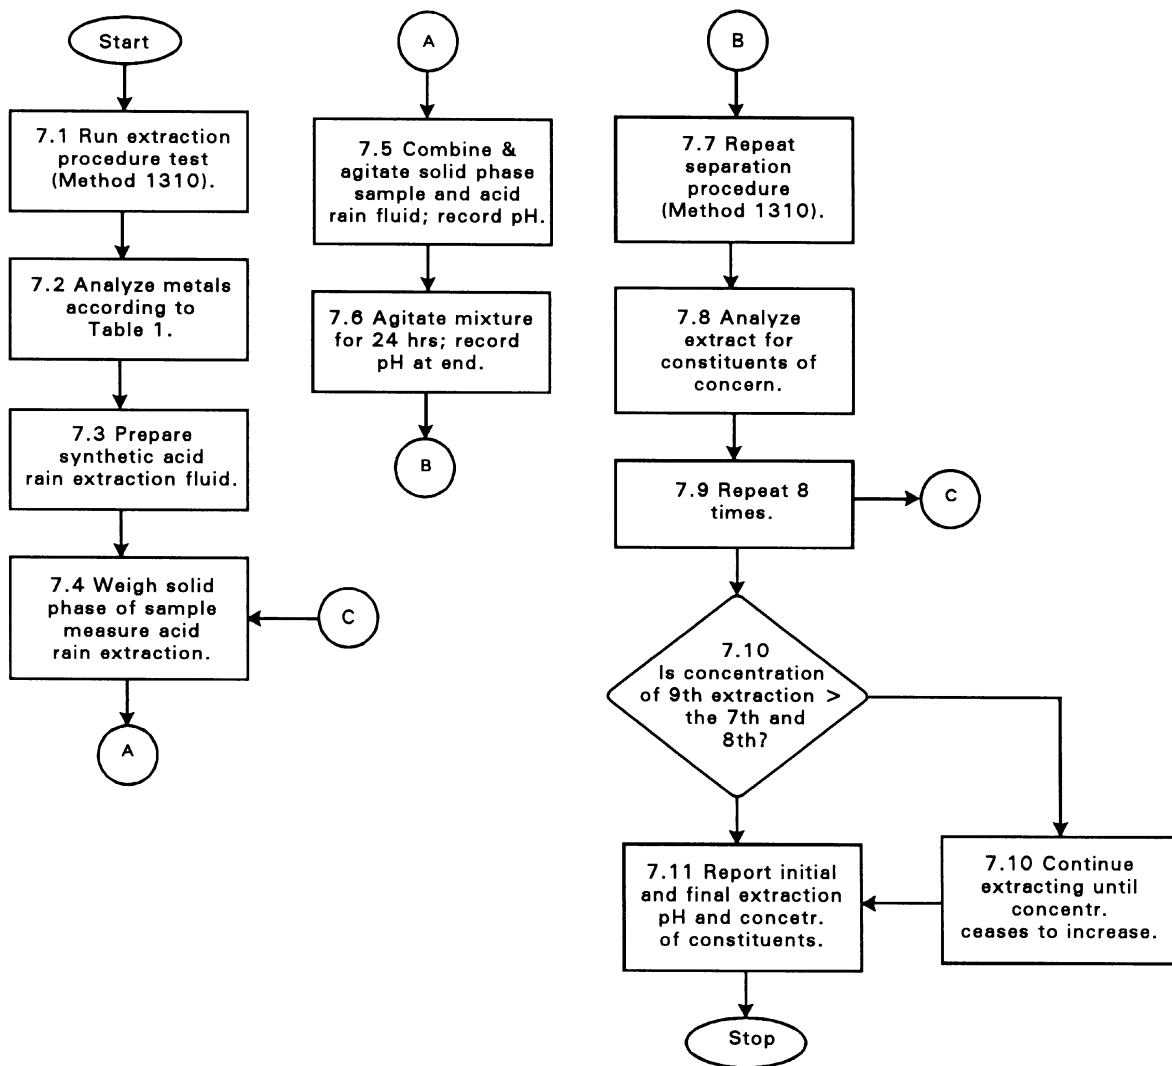 Start
7.1 Run extraction
procedure test
(Method 1310).
7.2 Analyze metals
according to
Table 1.
7.3 Prepare
synthetic acid
rain extraction fluid.
7.4 Weigh solid
phase of sample
measure acid
rain extraction.
C
A
A
7.5 Combine &
agitate solid phase
sample and acid
rain fluid; record pH.
7.6 Agitate mixture
for 24 hrs; record
pH at end.
B
B
7.7 Repeat
separation
procedure
(Method 1310).
7.8 Analyze
extract for
constituents of
concern.
7.9 Repeat 8
times.
C
7.10
Is concentration
of 9th extraction >
the 7th and
8th?
7.11 Report initial
and final extraction
pH and concetr.
of constituents.
7.10 Continue
extracting until
concentr.
ceases to increase.
Stop